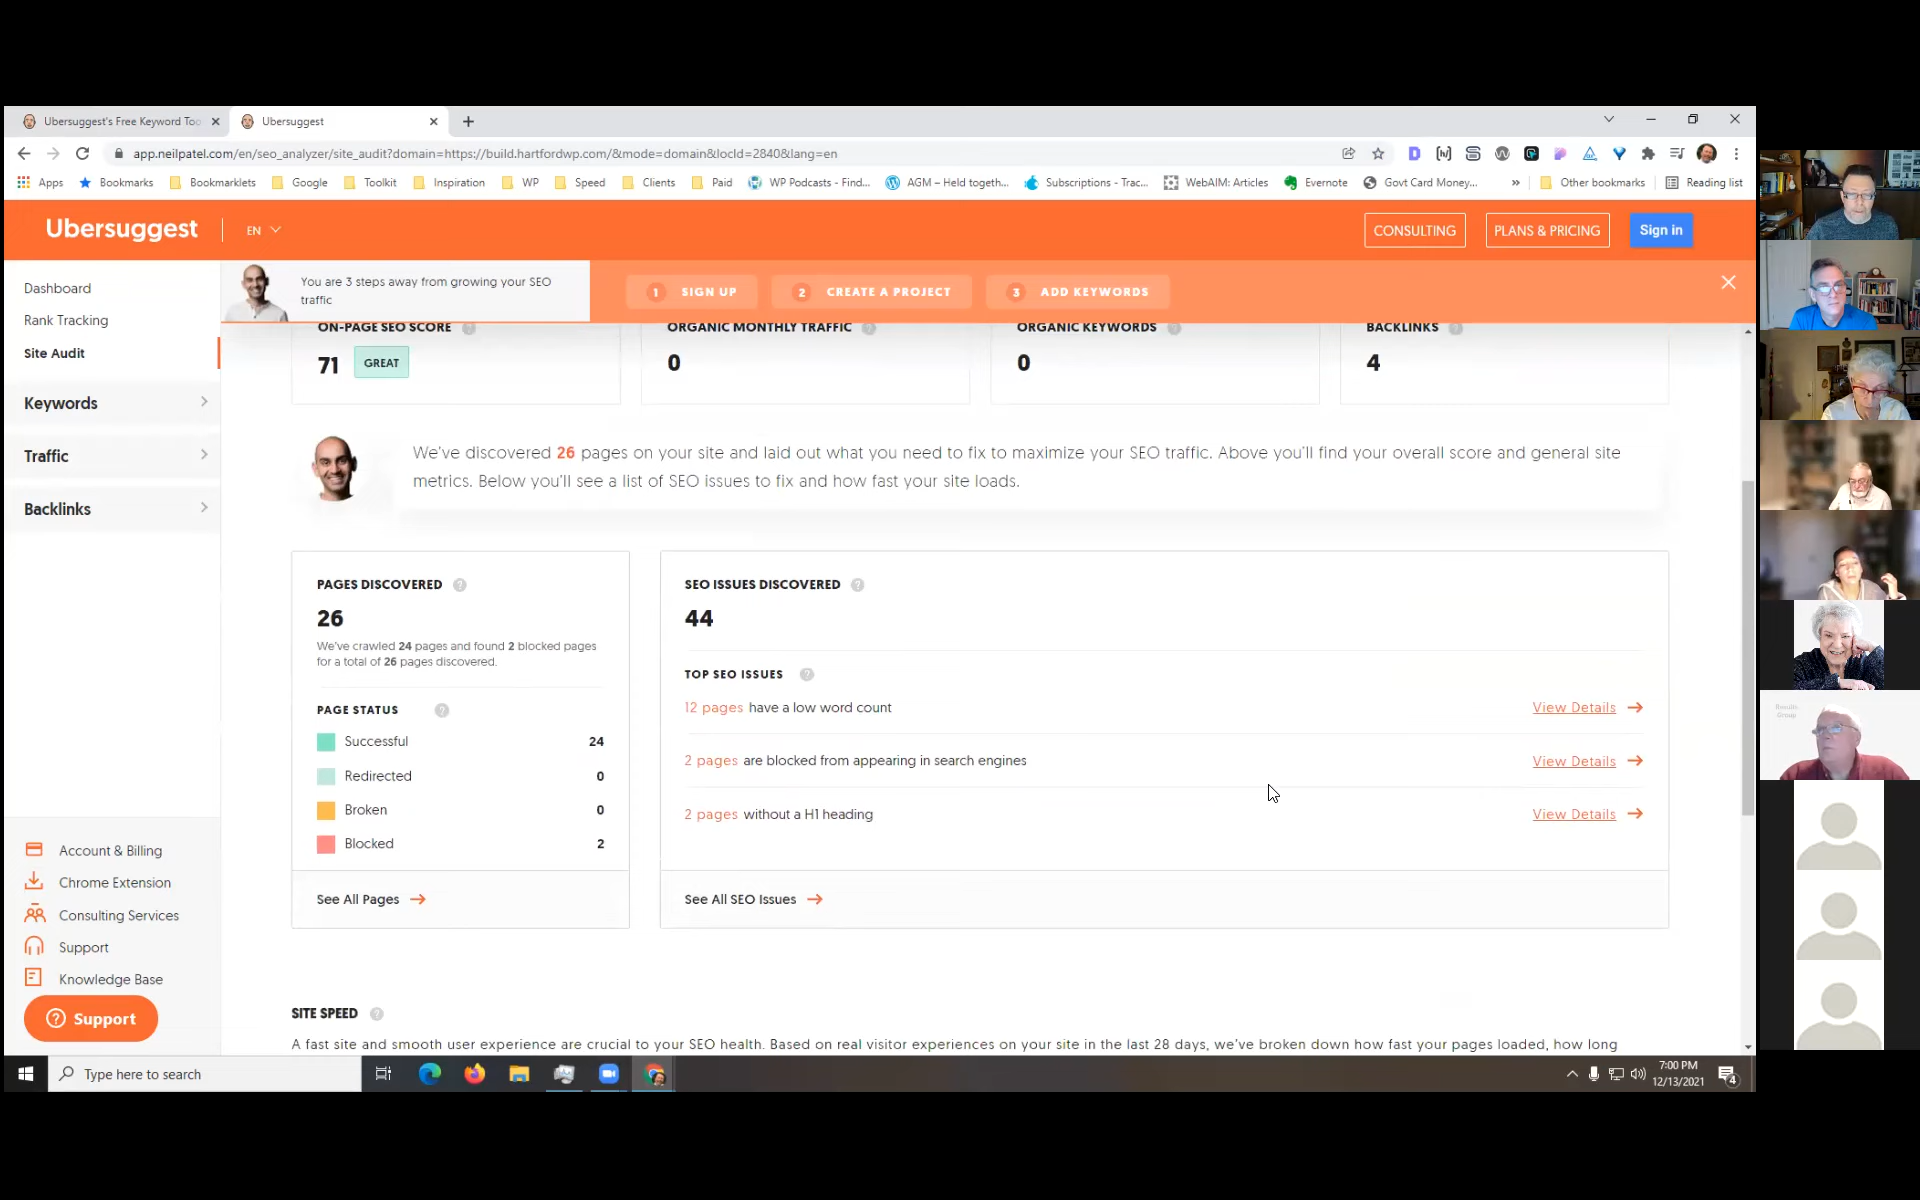 Ubersuggest's Free Keyword Too
Ubersuggest
app.neilpatel.com/en/seo_analyzer/site_audit?domain=https://build.hartfordwp.com/&mode=domain&locId=2840&lang=en
Apps Bookmarks Bookmarklets Google Toolkit Inspiration WP Speed Clients Paid WP Podcasts - Find... AGM – Held togeth... Subscriptions - Trac... WebAIM: Articles Evernote Govt Card Money... » Other bookmarks Reading list
Ubersuggest EN CONSULTING PLANS & PRICING Sign in
You are 3 steps away from growing your SEO
traffic
1 SIGN UP 2 CREATE A PROJECT 3 ADD KEYWORDS
Dashboard
Rank Tracking
Site Audit
Keywords
Traffic
Backlinks
Account & Billing
Chrome Extension
Consulting Services
Support
Knowledge Base
Support
ON-PAGE SEO SCORE ?
71 GREAT
ORGANIC MONTHLY TRAFFIC ?
0
ORGANIC KEYWORDS ?
0
BACKLINKS ?
4
We've discovered 26 pages on your site and laid out what you need to fix to maximize your SEO traffic. Above you'll find your overall score and general site
metrics. Below you'll see a list of SEO issues to fix and how fast your site loads.
PAGES DISCOVERED ?
26
We've crawled 24 pages and found 2 blocked pages
for a total of 26 pages discovered.
PAGE STATUS ?
Successful 24
Redirected 0
Broken 0
Blocked 2
See All Pages
SEO ISSUES DISCOVERED ?
44
TOP SEO ISSUES ?
12 pages have a low word count View Details
2 pages are blocked from appearing in search engines View Details
2 pages without a H1 heading View Details
See All SEO Issues
SITE SPEED ?
A fast site and smooth user experience are crucial to your SEO health. Based on real visitor experiences on your site in the last 28 days, we've broken down how fast your pages loaded, how long
Type here to search
7:00 PM
12/13/2021
4
Results
Group